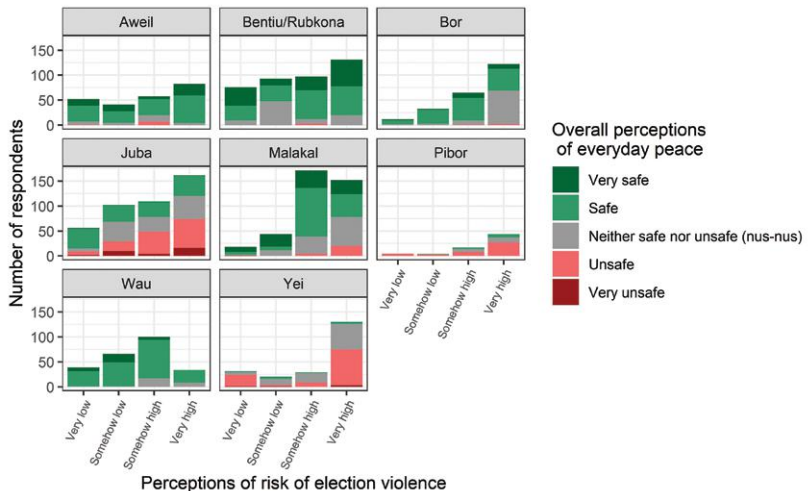 Aweil
Bentiu/Rubkona
Bor
150
100
50
0
Juba
Malakal
Pibor
150
100
50
0
Wau
Yei
150
100
50
0
Very low
Somehow low
Somehow high
Very high
Very low
Somehow low
Somehow high
Very high
Very low
Somehow low
Somehow high
Very high
Number of respondents
Perceptions of risk of election violence
Overall perceptions
of everyday peace
Very safe
Safe
Neither safe nor unsafe (nus-nus)
Unsafe
Very unsafe